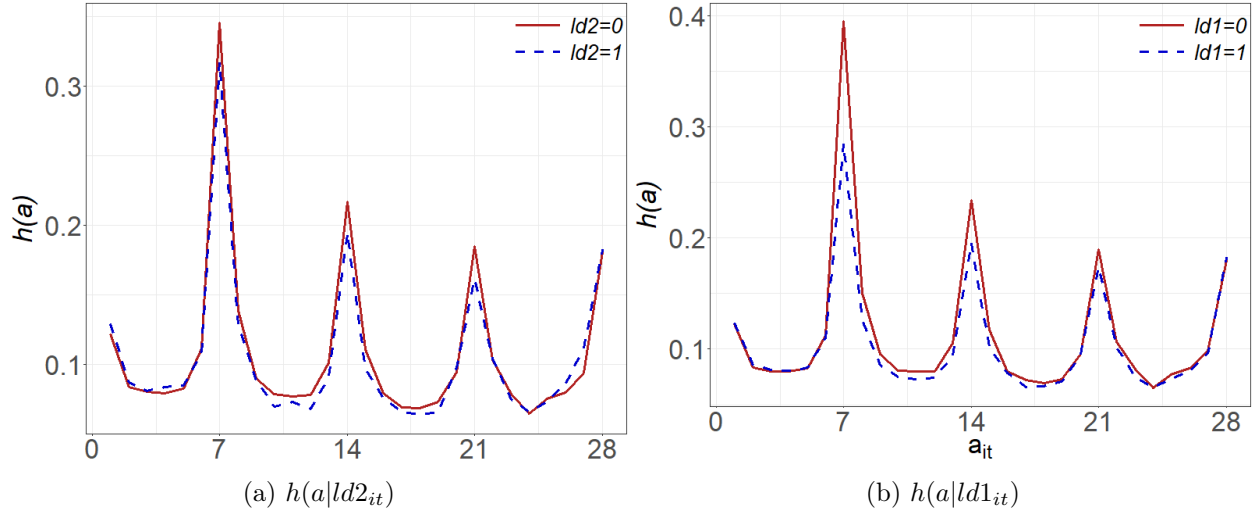 ld2=0
ld2=1
0.3
0.2
0.1
h(a)
0 7 14 21 28
(a) h(a|ld2it)
ld1=0
ld1=1
0.4
0.3
0.2
0.1
h(a)
0 7 14 21 28
ait
(b) h(a|ld1it)